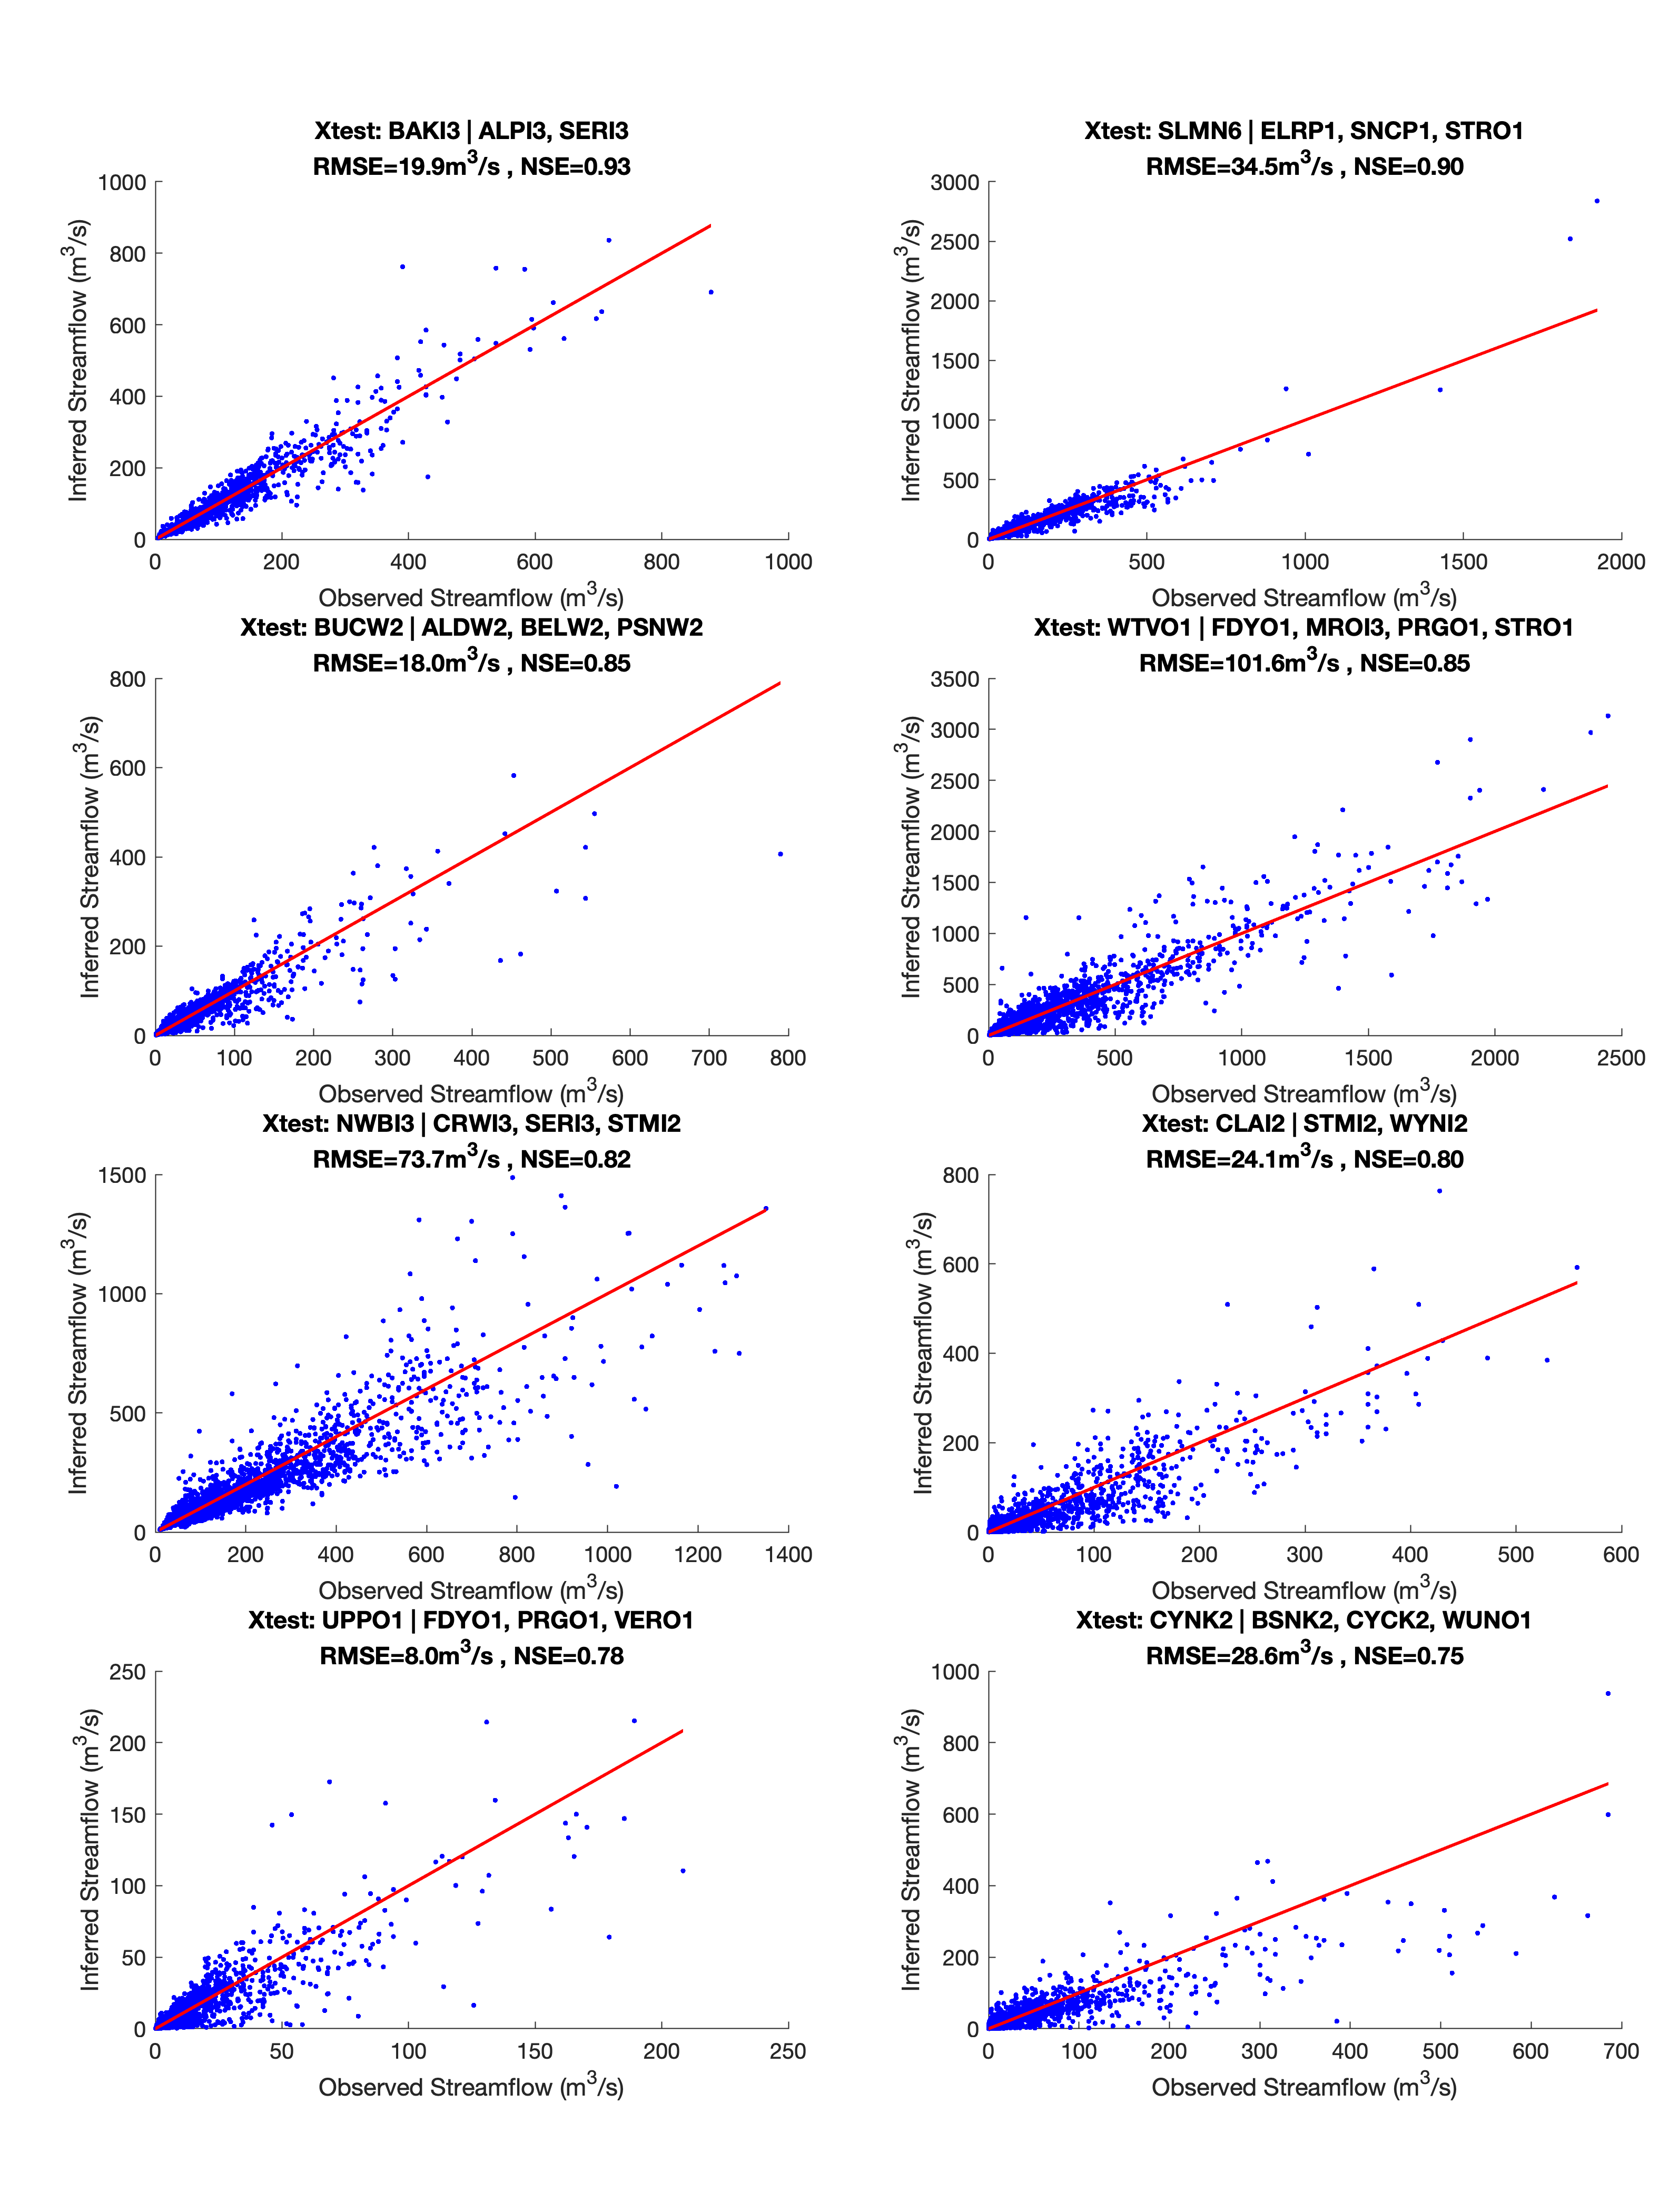 Xtest: BAKI3 | ALPI3, SERI3
RMSE=19.9m³/s , NSE=0.93
1000
800
600
400
200
0
Inferred Streamflow (m³/s)
0 200 400 600 800 1000
Observed Streamflow (m³/s)
Xtest: SLMN6 | ELRP1, SNCP1, STRO1
RMSE=34.5m³/s , NSE=0.90
3000
2500
2000
1500
1000
500
0
Inferred Streamflow (m³/s)
0 500 1000 1500 2000
Observed Streamflow (m³/s)
Xtest: BUCW2 | ALDW2, BELW2, PSNW2
RMSE=18.0m³/s , NSE=0.85
800
600
400
200
0
Inferred Streamflow (m³/s)
0 100 200 300 400 500 600 700 800
Observed Streamflow (m³/s)
Xtest: WTVO1 | FDYO1, MROI3, PRGO1, STRO1
RMSE=101.6m³/s , NSE=0.85
3500
3000
2500
2000
1500
1000
500
0
Inferred Streamflow (m³/s)
0 500 1000 1500 2000 2500
Observed Streamflow (m³/s)
Xtest: NWBI3 | CRWI3, SERI3, STMI2
RMSE=73.7m³/s , NSE=0.82
1500
1000
500
0
Inferred Streamflow (m³/s)
0 200 400 600 800 1000 1200 1400
Observed Streamflow (m³/s)
Xtest: CLAI2 | STMI2, WYNI2
RMSE=24.1m³/s , NSE=0.80
800
600
400
200
0
Inferred Streamflow (m³/s)
0 100 200 300 400 500 600
Observed Streamflow (m³/s)
Xtest: UPPO1 | FDYO1, PRGO1, VERO1
RMSE=8.0m³/s , NSE=0.78
250
200
150
100
50
0
Inferred Streamflow (m³/s)
0 50 100 150 200 250
Observed Streamflow (m³/s)
Xtest: CYNK2 | BSNK2, CYCK2, WUNO1
RMSE=28.6m³/s , NSE=0.75
1000
800
600
400
200
0
Inferred Streamflow (m³/s)
0 100 200 300 400 500 600 700
Observed Streamflow (m³/s)